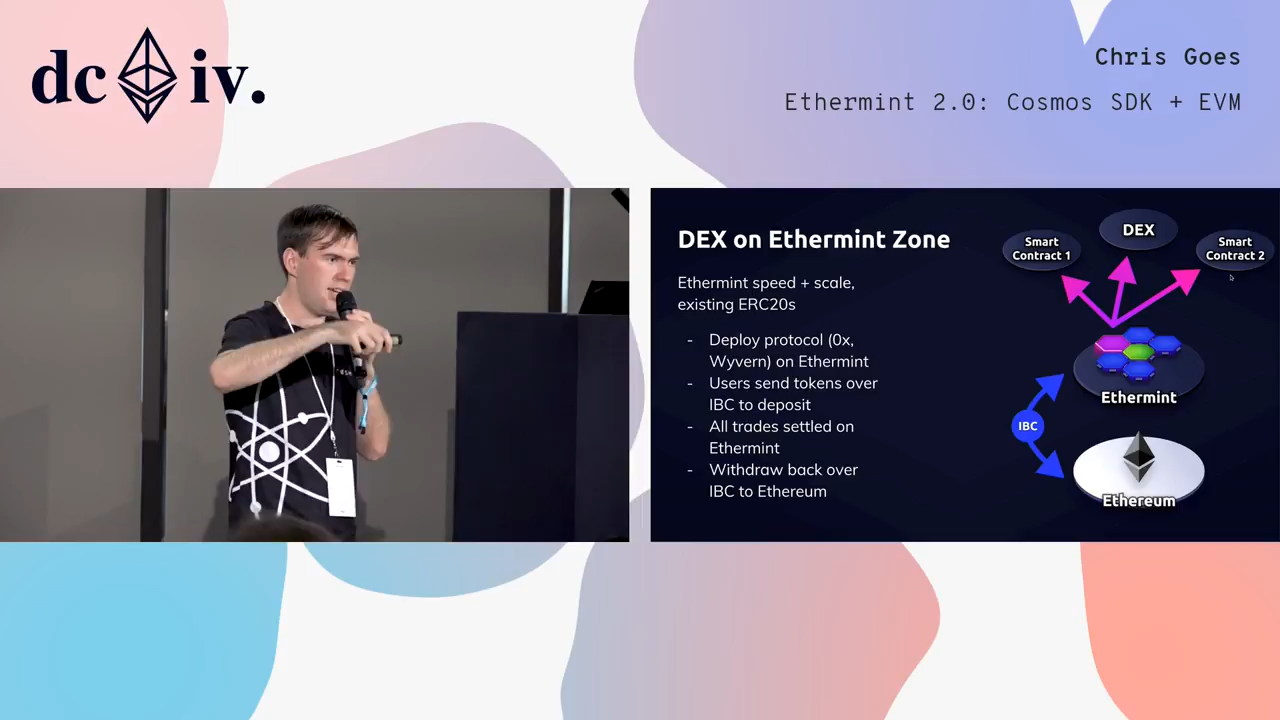 dc iv.
Chris Goes
Ethermint 2.0: Cosmos SDK + EVM
DEX on Ethermint Zone
Ethermint speed + scale,
existing ERC20s
- Deploy protocol (0x,
Wyvern) on Ethermint
- Users send tokens over
IBC to deposit
- All trades settled on
Ethermint
- Withdraw back over
IBC to Ethereum
Smart
Contract 1
DEX
Smart
Contract 2
Ethermint
IBC
Ethereum